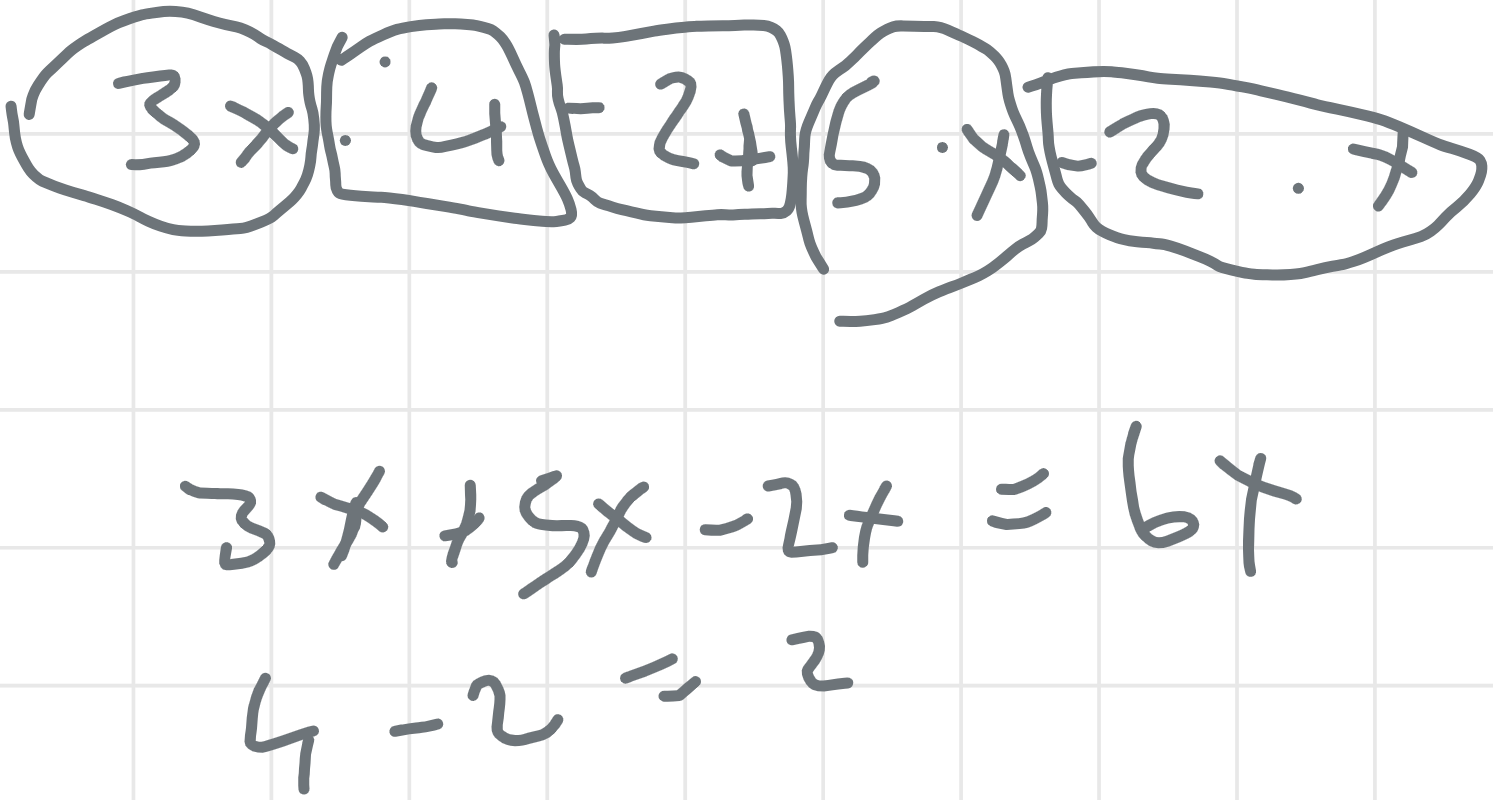 3x 4 -2+ 5·x -2·x
3x + 5x - 2x = 6x
4 - 2 = 2